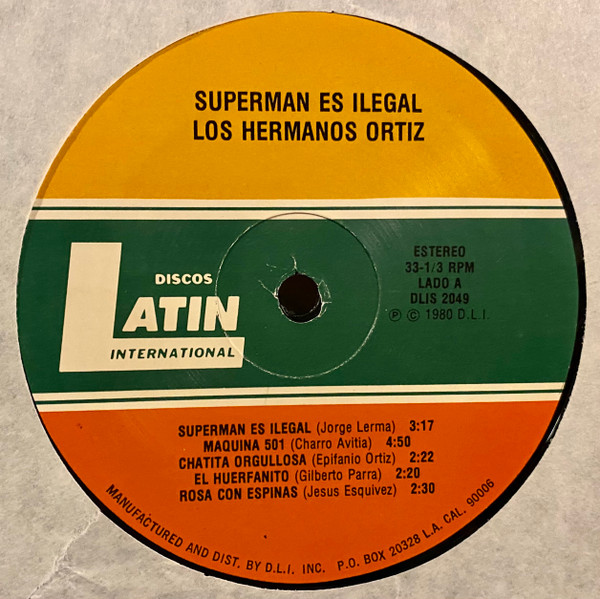 SUPERMAN ES ILEGAL
LOS HERMANOS ORTIZ
DISCOS
LATIN
INTERNATIONAL
ESTEREO
33-1/3 RPM
LADO A
DLIS 2049
Ⓟ © 1980 D.L.I.
SUPERMAN ES ILEGAL (Jorge Lerma) 3:17
MAQUINA 501 (Charro Avitia) 4:50
CHATITA ORGULLOSA (Epifanio Ortiz) 2:22
EL HUERFANITO (Gilberto Parra) 2:20
ROSA CON ESPINAS (Jesus Esquivez) 2:30
MANUFACTURED AND DIST. BY D.L.I. INC. P.O. BOX 20328 L.A. CAL. 90006